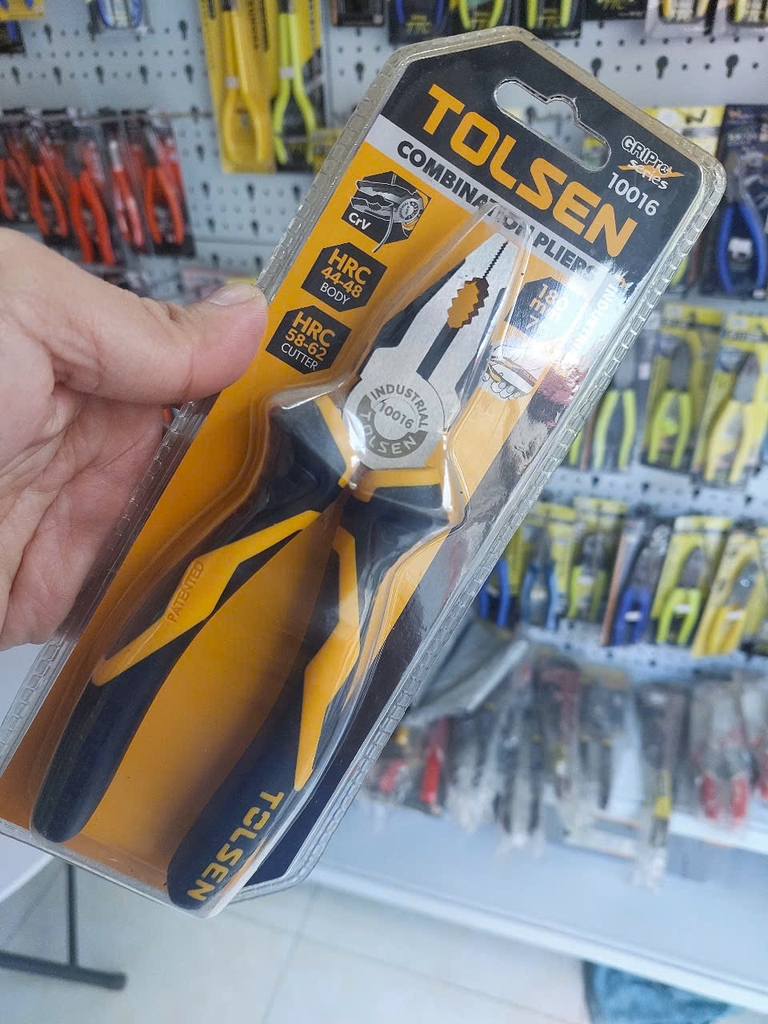 TOLSEN
GRIPro
series
10016
COMBINATION PLIERS
CrV
HRC
44-48
BODY
HRC
58-62
CUTTER
INDUSTRIAL
10016
TOLSEN
PATENTED
TOLSEN